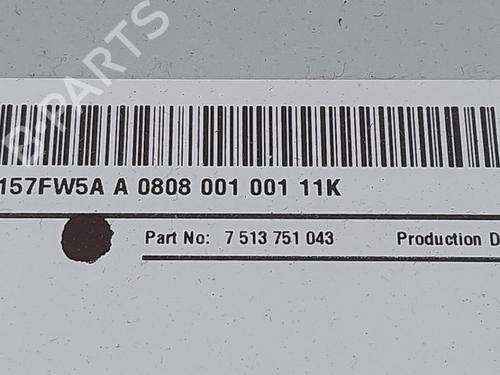 B-PARTS
157FW5A A 0808 001 001 11K
Part No: 7 513 751 043 Production D